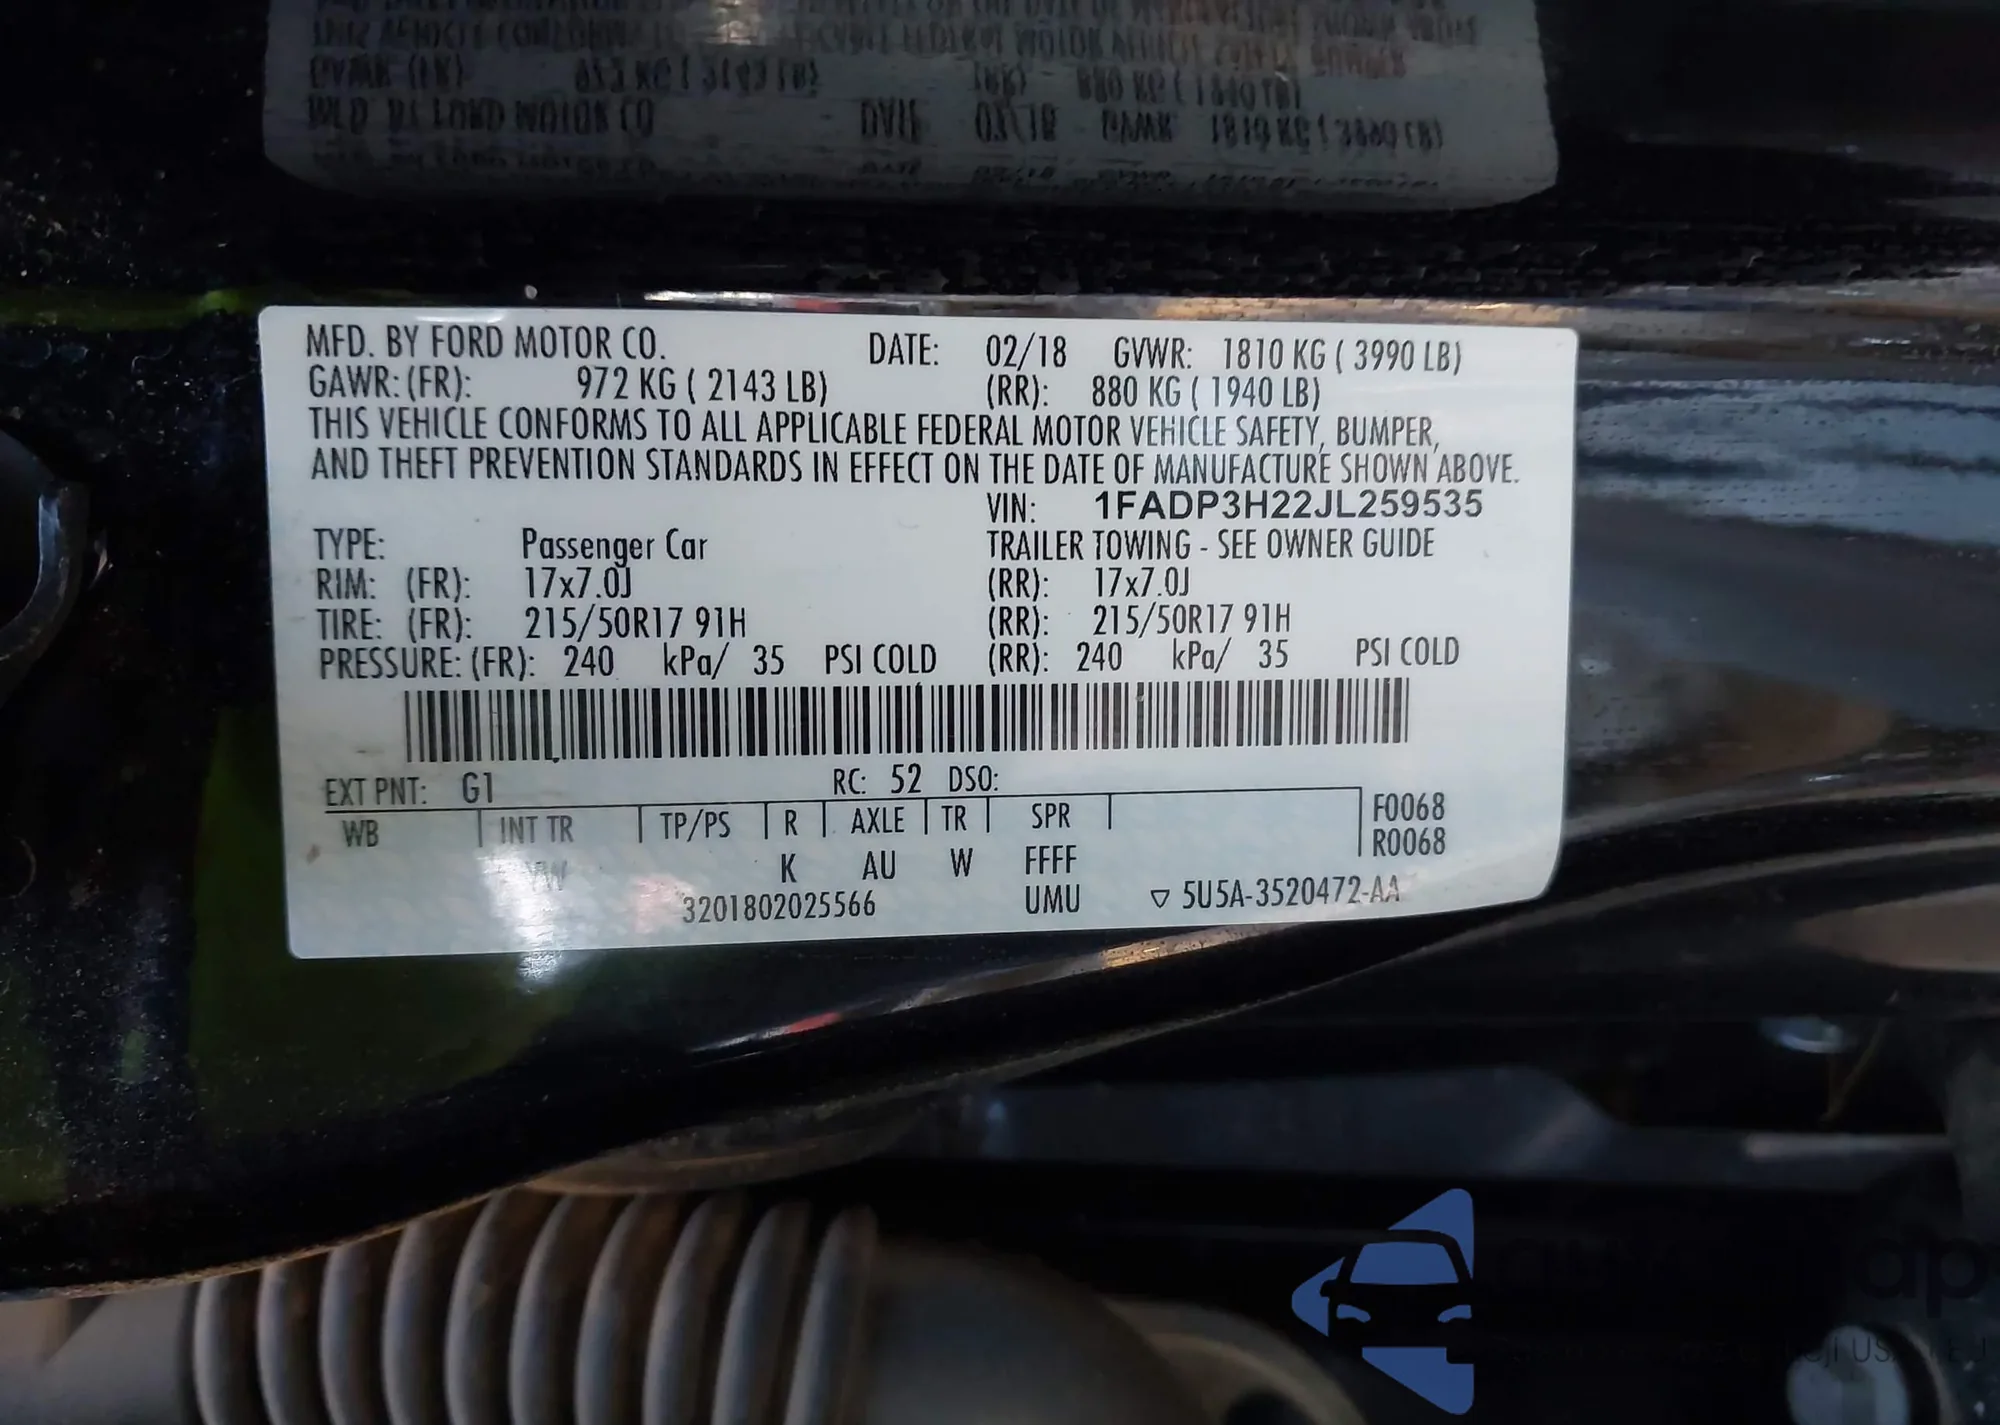 MFD. BY FORD MOTOR CO. DATE: 02/18 GVWR: 1810 KG ( 3990 LB)
GAWR: (FR): 972 KG ( 2143 LB) (RR): 880 KG ( 1940 LB)
THIS VEHICLE CONFORMS TO ALL APPLICABLE FEDERAL MOTOR VEHICLE SAFETY, BUMPER,
AND THEFT PREVENTION STANDARDS IN EFFECT ON THE DATE OF MANUFACTURE SHOWN ABOVE.
VIN: 1FADP3H22JL259535
TYPE: Passenger Car TRAILER TOWING - SEE OWNER GUIDE
RIM: (FR): 17x7.0J (RR): 17x7.0J
TIRE: (FR): 215/50R17 91H (RR): 215/50R17 91H
PRESSURE: (FR): 240 kPa/ 35 PSI COLD (RR): 240 kPa/ 35 PSI COLD
EXT PNT: G1 RC: 52 DSO:
WB INT TR TP/PS R AXLE TR SPR F0068
R0068
K AU W FFFF
3201802025566 UMU ▽ 5U5A-3520472-AA